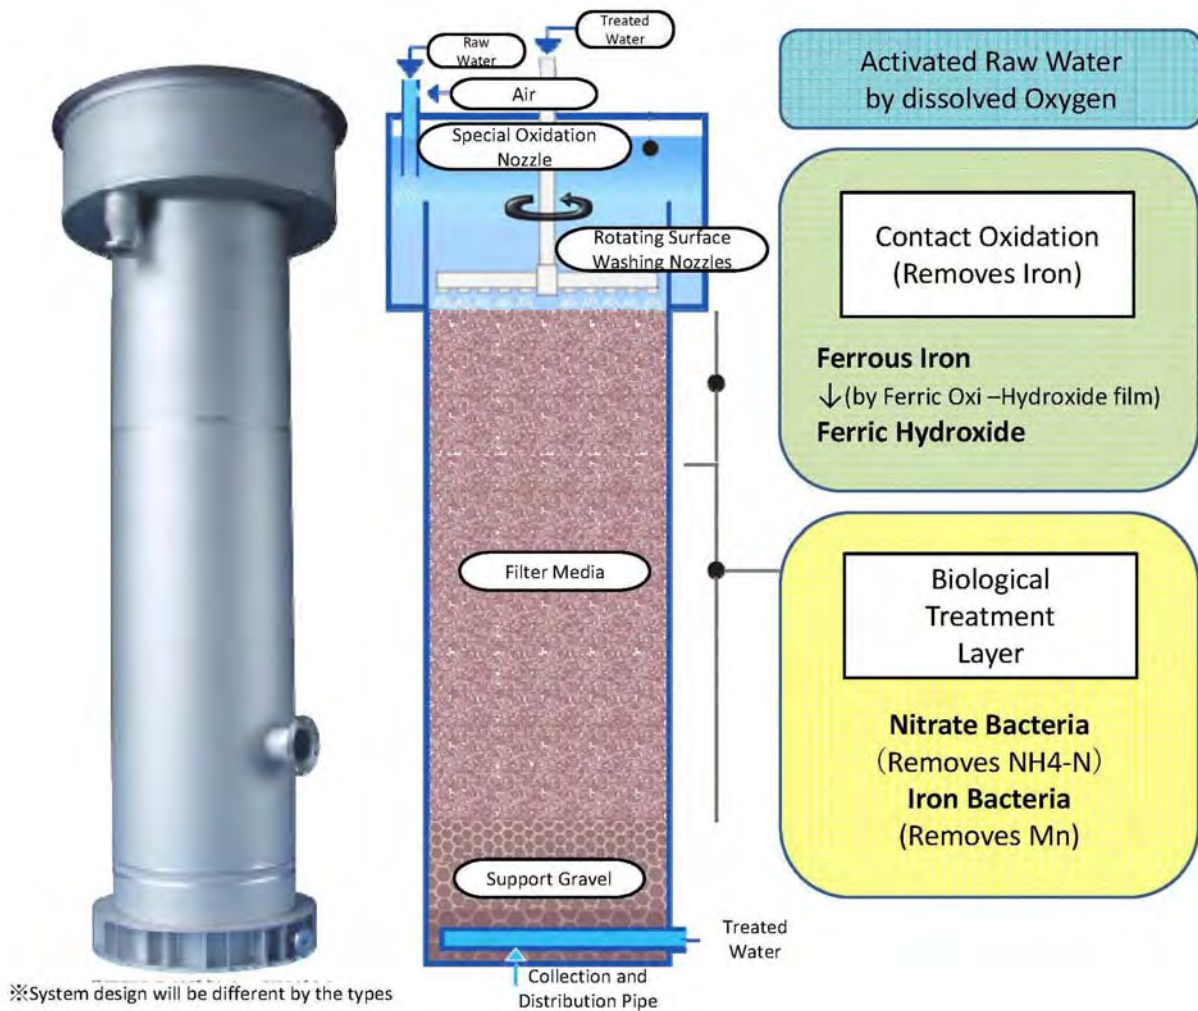 Treated
Water
Raw
Water
Air
Special Oxidation
Nozzle
Rotating Surface
Washing Nozzles
Filter Media
Support Gravel
Treated
Water
Collection and
Distribution Pipe
※System design will be different by the types
Activated Raw Water
by dissolved Oxygen
Contact Oxidation
(Removes Iron)
Ferrous Iron
↓(by Ferric Oxi –Hydroxide film)
Ferric Hydroxide
Biological
Treatment
Layer
Nitrate Bacteria
(Removes NH4-N)
Iron Bacteria
(Removes Mn)